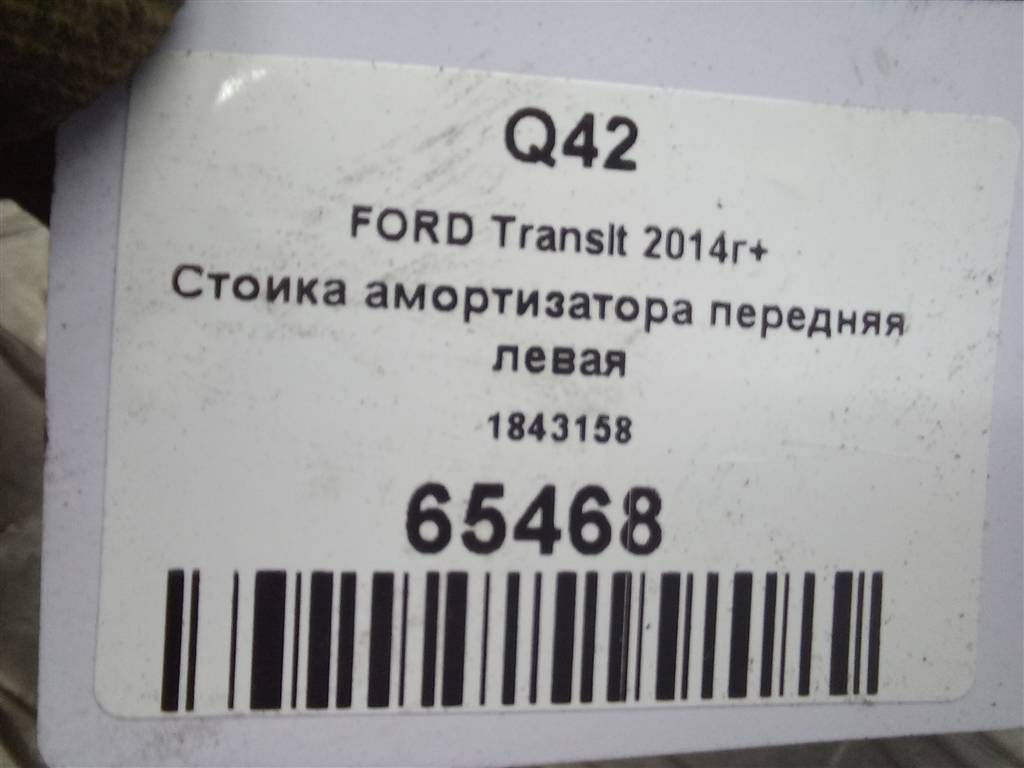 Q42
FORD Transit 2014г+
Стойка амортизатора передняя
левая
1843158
65468